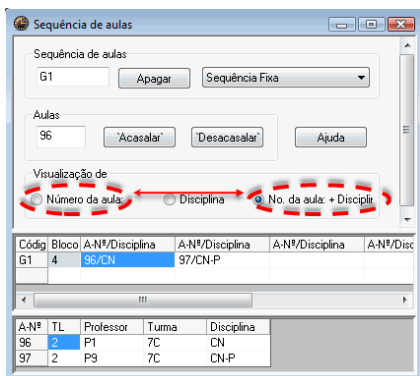 Sequência de aulas
Sequência de aulas
G1 Apagar Sequência Fixa
Aulas
96 `Acasalar` `Desacasalar` Ajuda
Visualização de
Número da aula: Disciplina No. da aula: + Disciplir
Códig Bloco A-Nº/Disciplina A-Nº/Disciplina A-Nº/Disciplina A-Nº/Disc
G1 4 96/CN 97/CN-P
A-Nº TL Professor Turma Disciplina
96 2 P1 7C CN
97 2 P9 7C CN-P